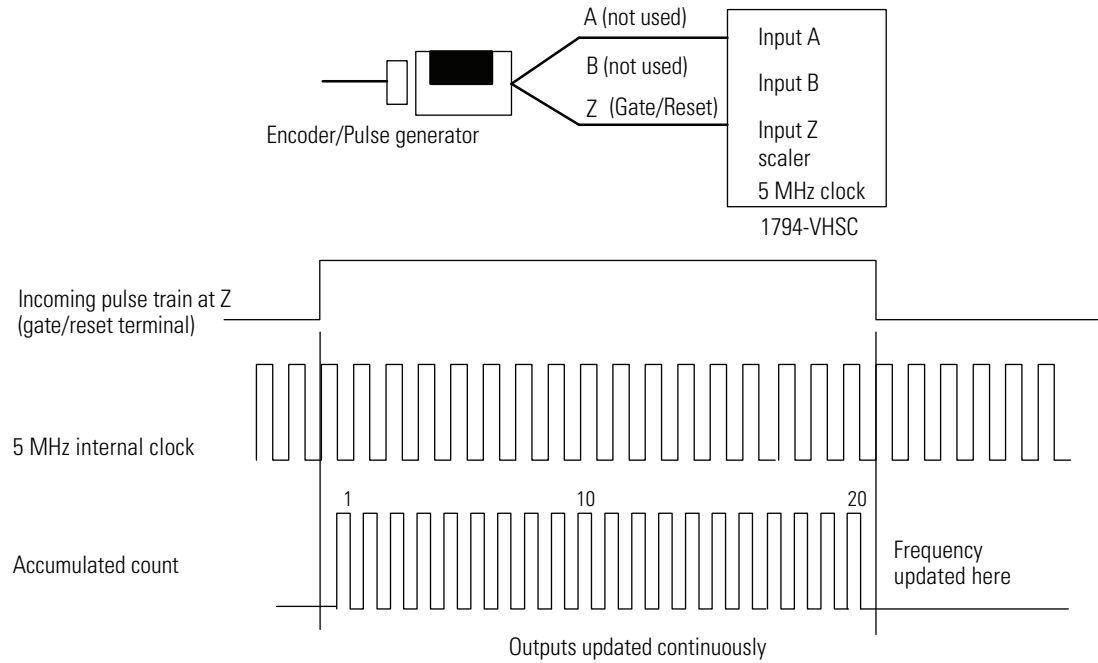 A (not used)
Input A
B (not used)
Input B
Z (Gate/Reset)
Encoder/Pulse generator
Input Z
scaler
5 MHz clock
1794-VHSC
Incoming pulse train at Z
(gate/reset terminal)
5 MHz internal clock
1 10 20
Accumulated count
Frequency
updated here
Outputs updated continuously